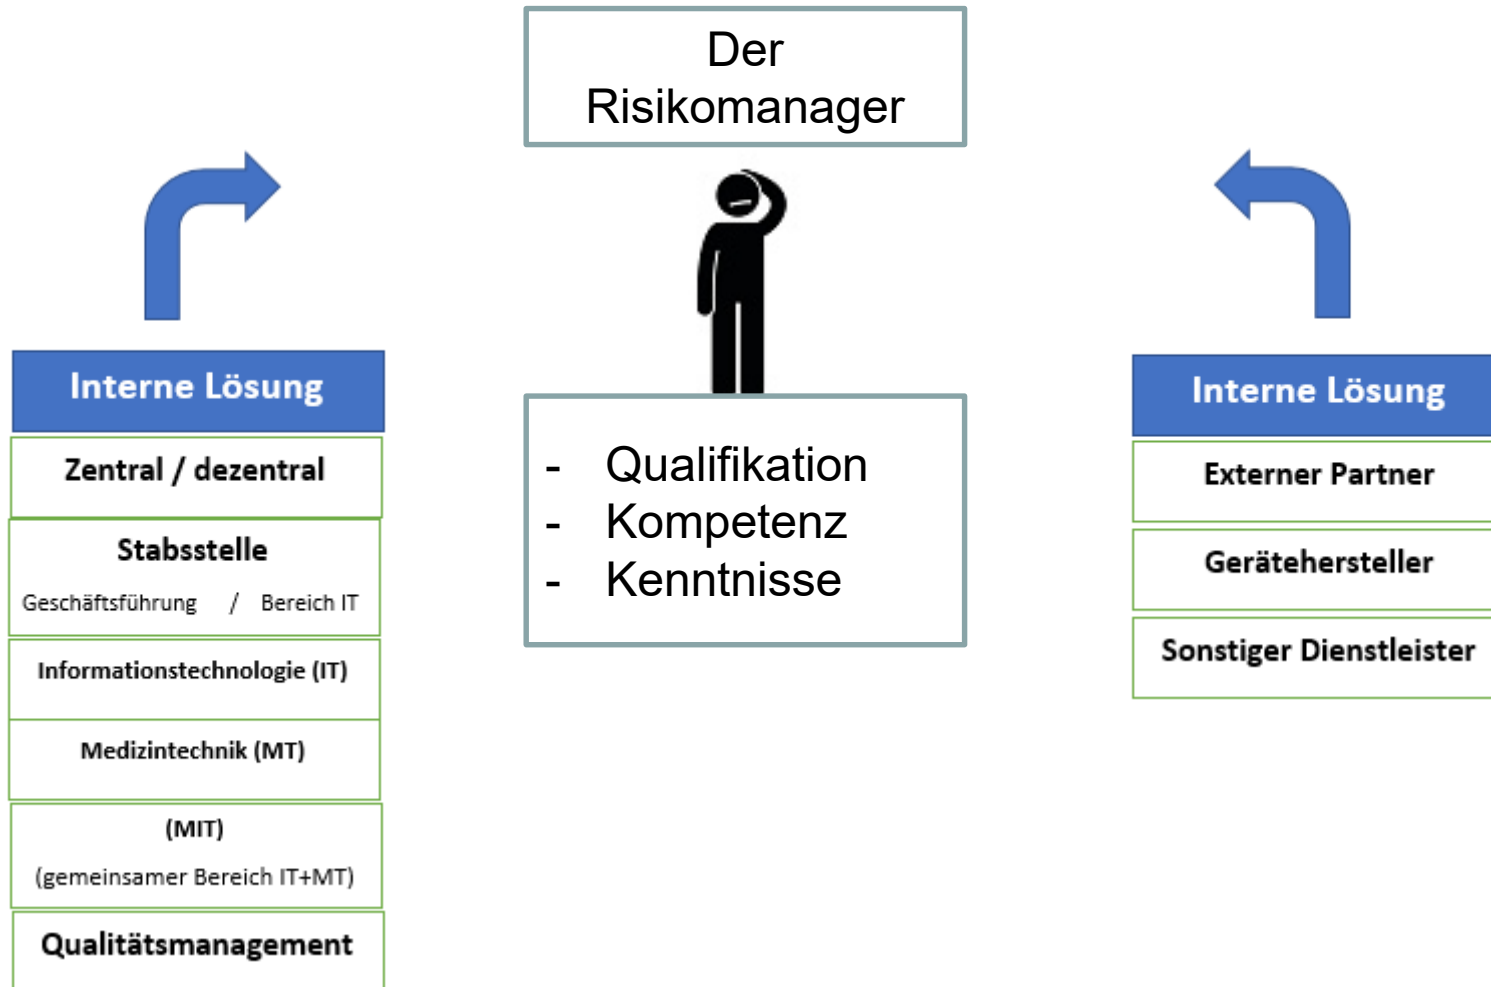 Der
Risikomanager
Interne Lösung
Zentral / dezentral
Stabsstelle
Geschäftsführung / Bereich IT
Informationstechnologie (IT)
Medizintechnik (MT)
(MIT)
(gemeinsamer Bereich IT+MT)
Qualitätsmanagement
- Qualifikation
- Kompetenz
- Kenntnisse
Interne Lösung
Externer Partner
Gerätehersteller
Sonstiger Dienstleister